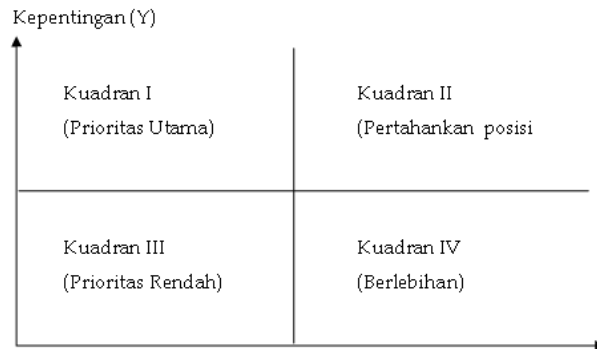 Kepentingan (Y)
Kuadran I
(Prioritas Utama)
Kuadran II
(Pertahankan posisi
Kuadran III
(Prioritas Rendah)
Kuadran IV
(Berlebihan)